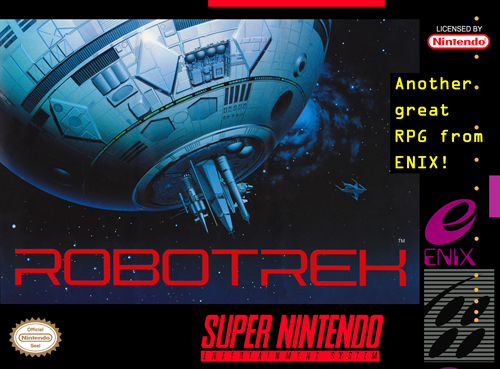 LICENSED BY
Nintendo
Another
great
RPG from
ENIX!
e
ENIX
ROBOTREK
TM
Official
Nintendo
Seal
SUPER NINTENDO
ENTERTAINMENT SYSTEM